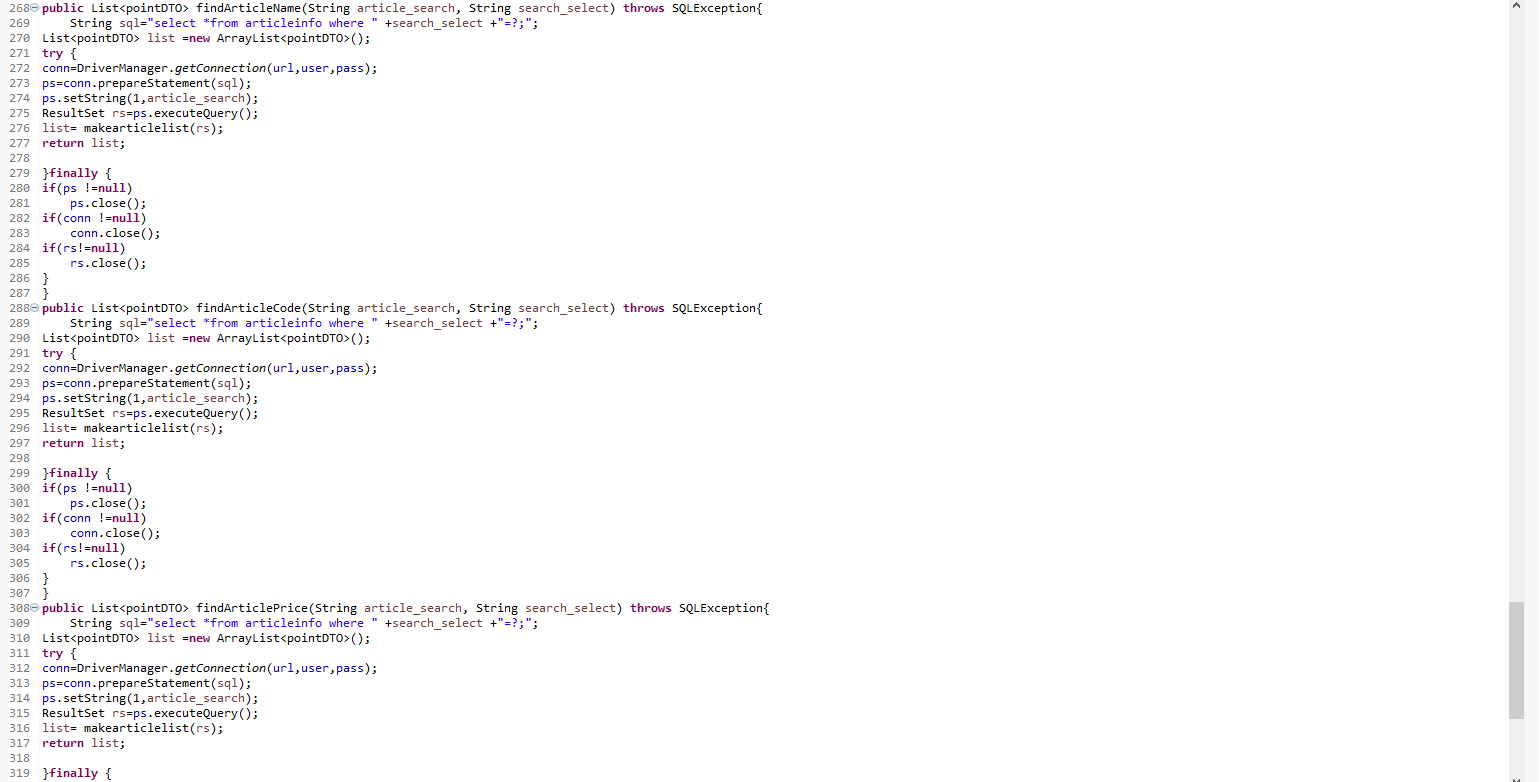 268 public List<pointDTO> findArticleName(String article_search, String search_select) throws SQLException{
269 String sql="select *from articleinfo where " +search_select +"=?;";
270 List<pointDTO> list =new ArrayList<pointDTO>();
271 try {
272 conn=DriverManager.getConnection(url,user,pass);
273 ps=conn.prepareStatement(sql);
274 ps.setString(1,article_search);
275 ResultSet rs=ps.executeQuery();
276 list= makearticlelist(rs);
277 return list;
278
279 }finally {
280 if(ps !=null)
281 ps.close();
282 if(conn !=null)
283 conn.close();
284 if(rs!=null)
285 rs.close();
286 }
287 }
288 public List<pointDTO> findArticleCode(String article_search, String search_select) throws SQLException{
289 String sql="select *from articleinfo where " +search_select +"=?;";
290 List<pointDTO> list =new ArrayList<pointDTO>();
291 try {
292 conn=DriverManager.getConnection(url,user,pass);
293 ps=conn.prepareStatement(sql);
294 ps.setString(1,article_search);
295 ResultSet rs=ps.executeQuery();
296 list= makearticlelist(rs);
297 return list;
298
299 }finally {
300 if(ps !=null)
301 ps.close();
302 if(conn !=null)
303 conn.close();
304 if(rs!=null)
305 rs.close();
306 }
307 }
308 public List<pointDTO> findArticlePrice(String article_search, String search_select) throws SQLException{
309 String sql="select *from articleinfo where " +search_select +"=?;";
310 List<pointDTO> list =new ArrayList<pointDTO>();
311 try {
312 conn=DriverManager.getConnection(url,user,pass);
313 ps=conn.prepareStatement(sql);
314 ps.setString(1,article_search);
315 ResultSet rs=ps.executeQuery();
316 list= makearticlelist(rs);
317 return list;
318
319 }finally {